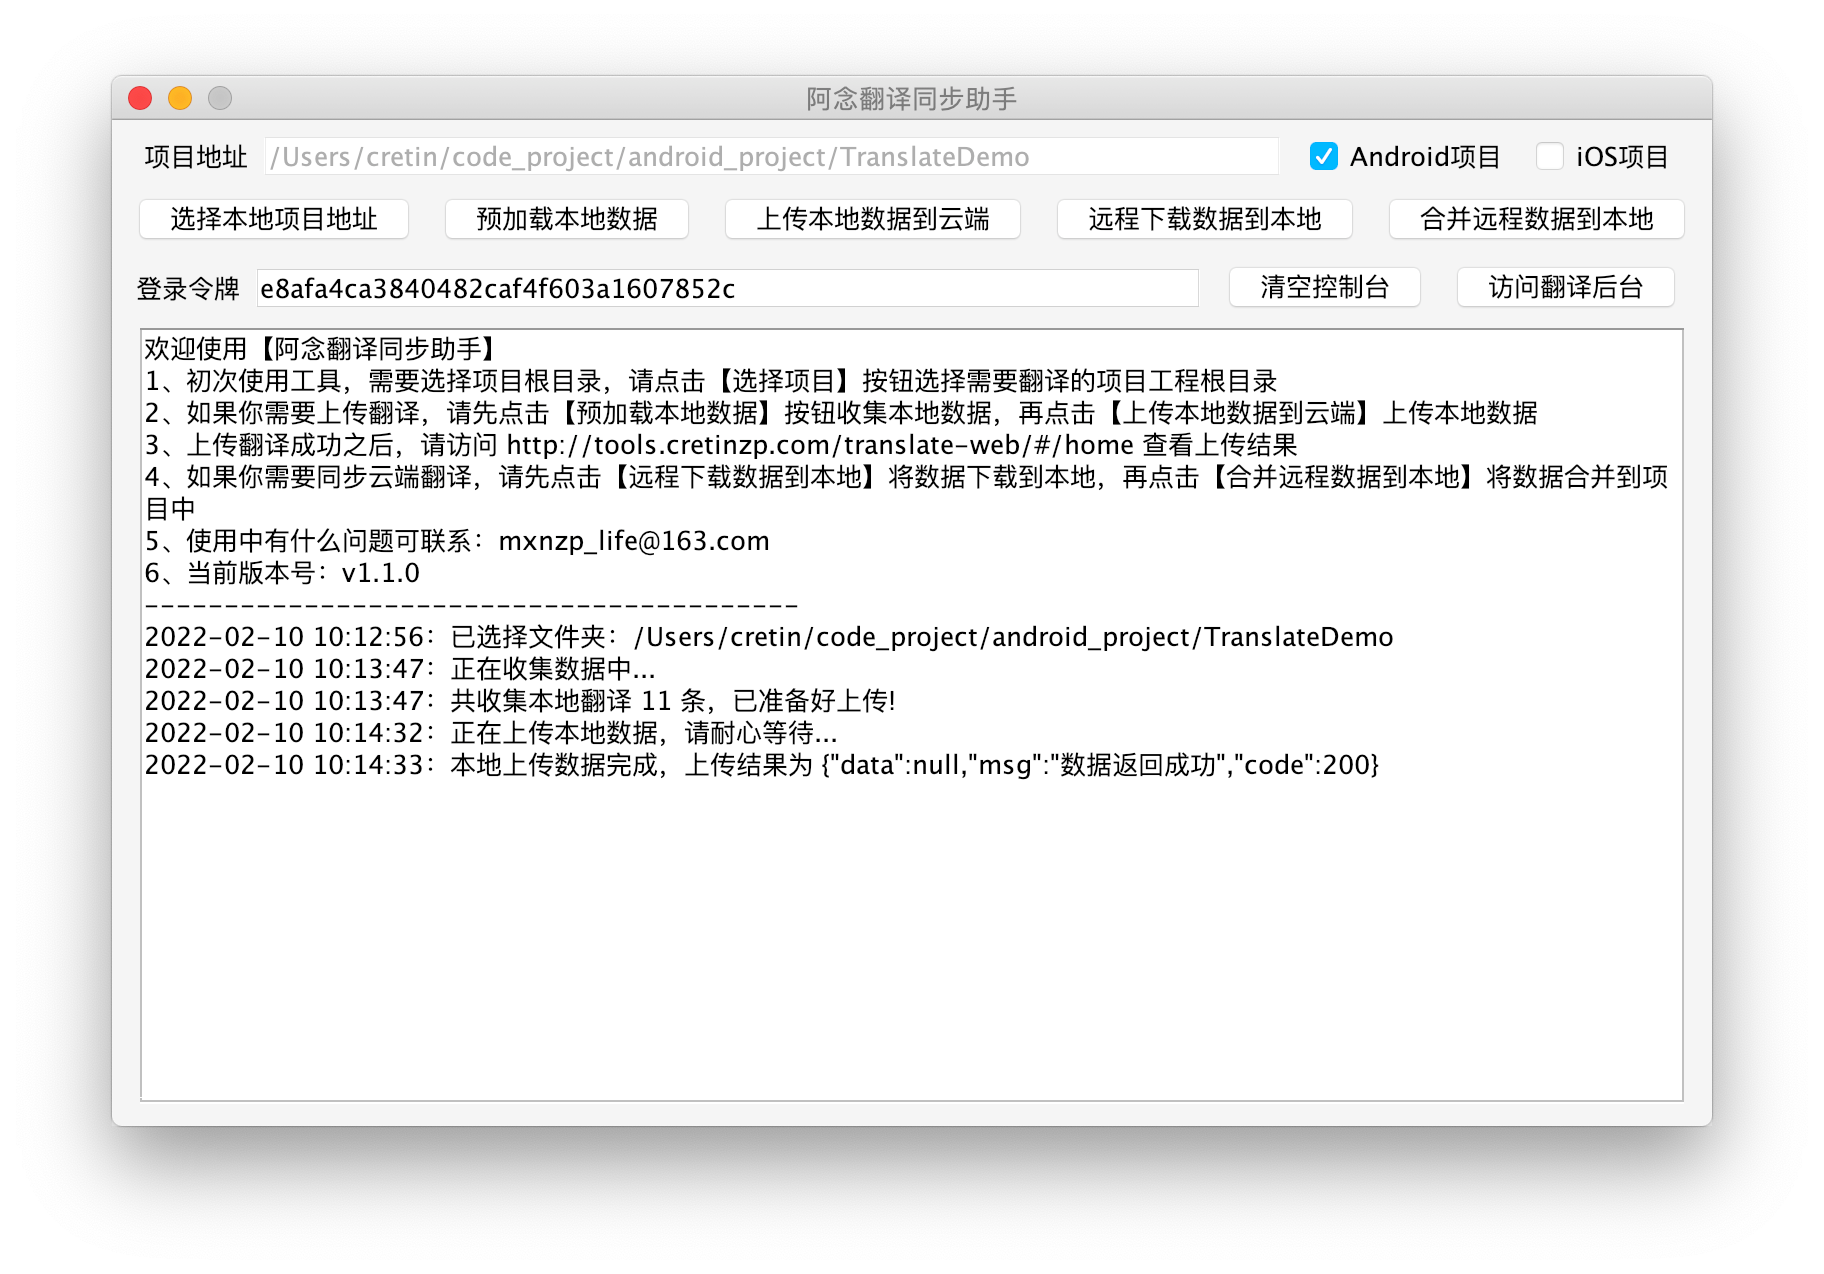 阿念翻译同步助手
项目地址 /Users/cretin/code_project/android_project/TranslateDemo Android项目 iOS项目
选择本地项目地址 预加载本地数据 上传本地数据到云端 远程下载数据到本地 合并远程数据到本地
登录令牌 e8afa4ca3840482caf4f603a1607852c 清空控制台 访问翻译后台
欢迎使用【阿念翻译同步助手】
1、初次使用工具，需要选择项目根目录，请点击【选择项目】按钮选择需要翻译的项目工程根目录
2、如果你需要上传翻译，请先点击【预加载本地数据】按钮收集本地数据，再点击【上传本地数据到云端】上传本地数据
3、上传翻译成功之后，请访问 http://tools.cretinzp.com/translate-web/#/home 查看上传结果
4、如果你需要同步云端翻译，请先点击【远程下载数据到本地】将数据下载到本地，再点击【合并远程数据到本地】将数据合并到项
目中
5、使用中有什么问题可联系：mxnzp_life@163.com
6、当前版本号：v1.1.0
-----------------------------------------
2022-02-10 10:12:56：已选择文件夹：/Users/cretin/code_project/android_project/TranslateDemo
2022-02-10 10:13:47：正在收集数据中...
2022-02-10 10:13:47：共收集本地翻译 11 条，已准备好上传!
2022-02-10 10:14:32：正在上传本地数据，请耐心等待...
2022-02-10 10:14:33：本地上传数据完成，上传结果为 {"data":null,"msg":"数据返回成功","code":200}